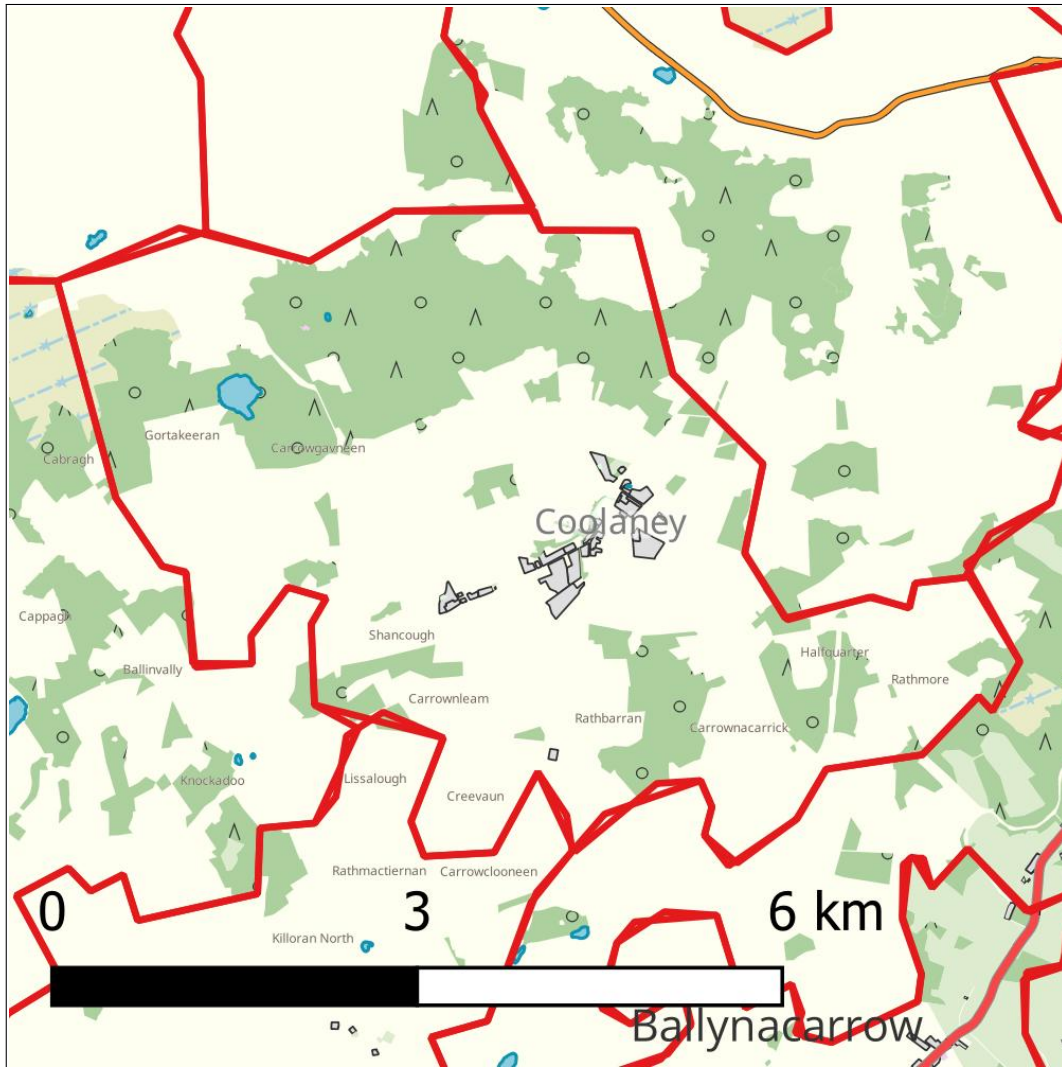 Gortakeeran
Carrowgavneen
Cabragh
Coolaney
Cappagh
Shancough
Ballinvally
Halfquarter
Rathmore
Carrownleam
Rathbarran
Carrownacarrick
Knockadoo
Lissalough
Creevaun
Rathmactiernan
Carrowclooneen
0 3 6 km
Killoran North
Ballynacarrow